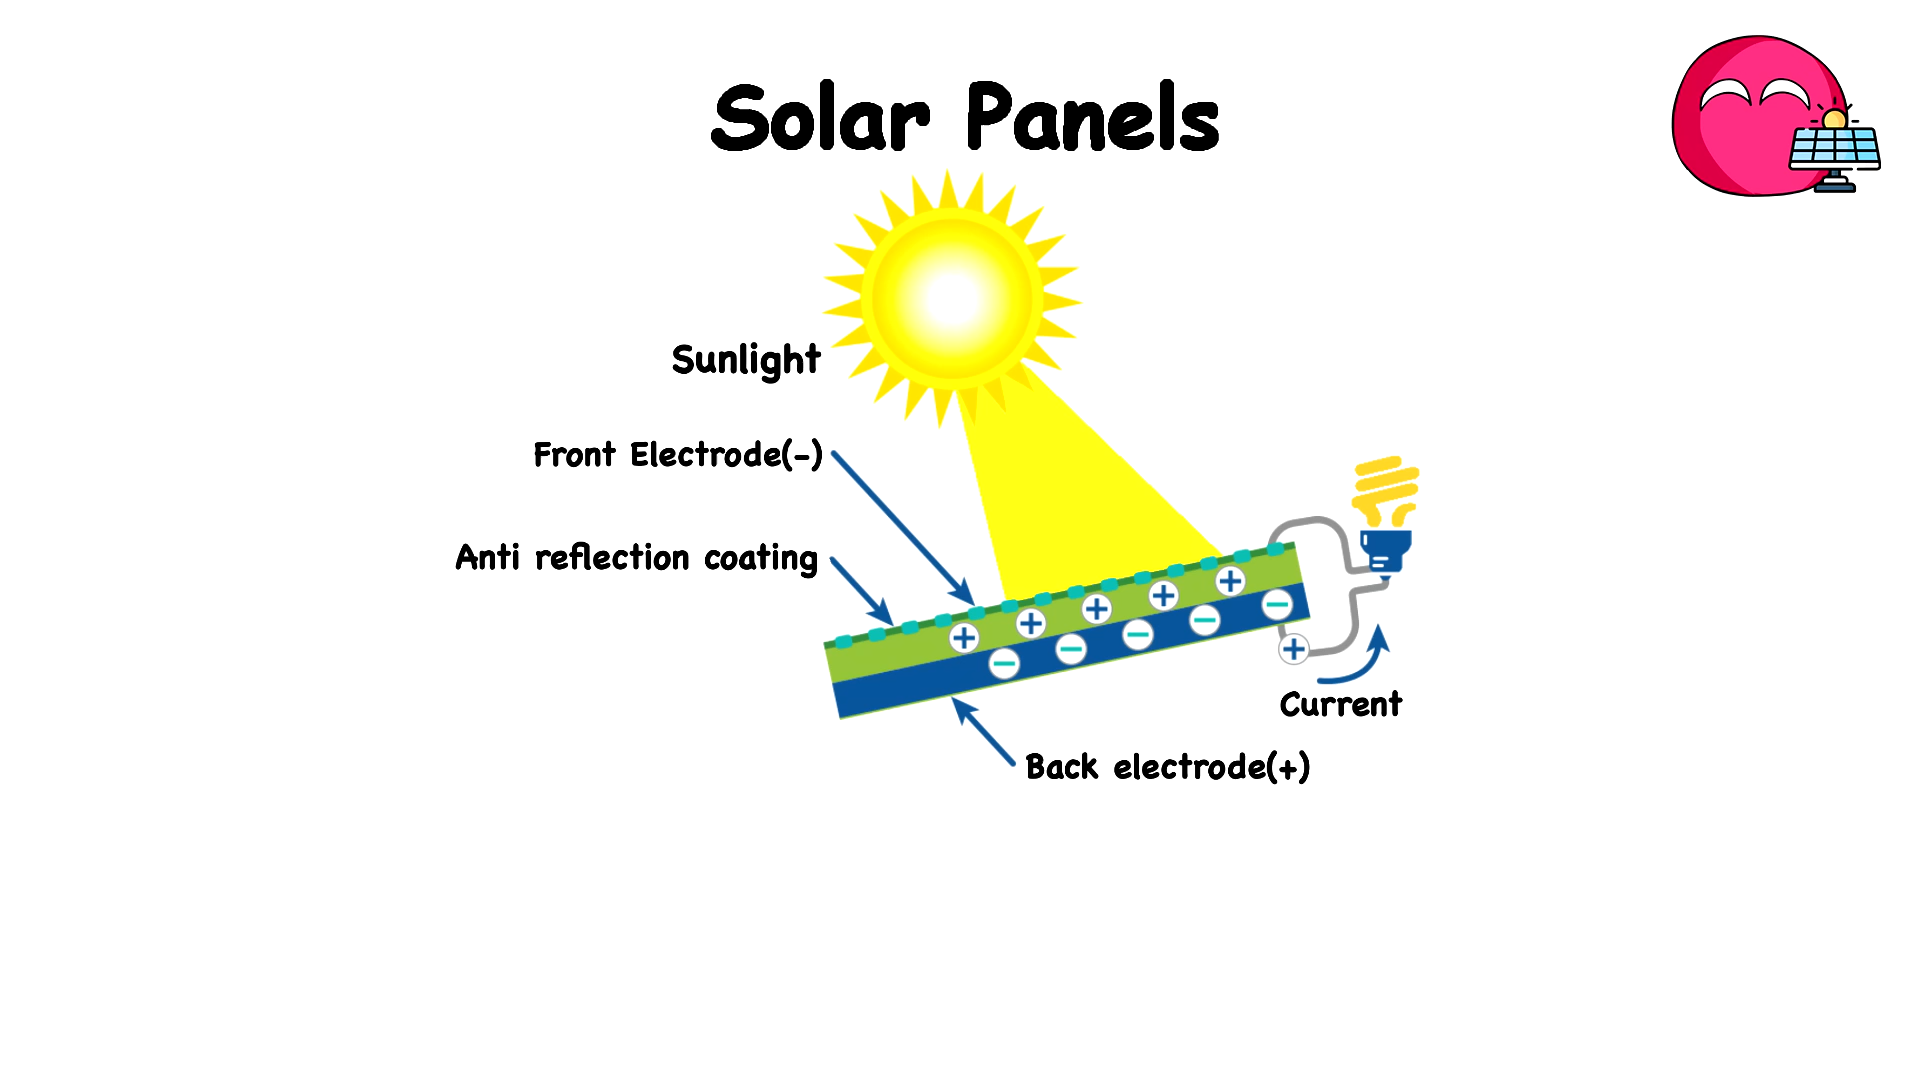 Solar Panels
Sunlight
Front Electrode(-)
Anti reflection coating
Current
Back electrode(+)